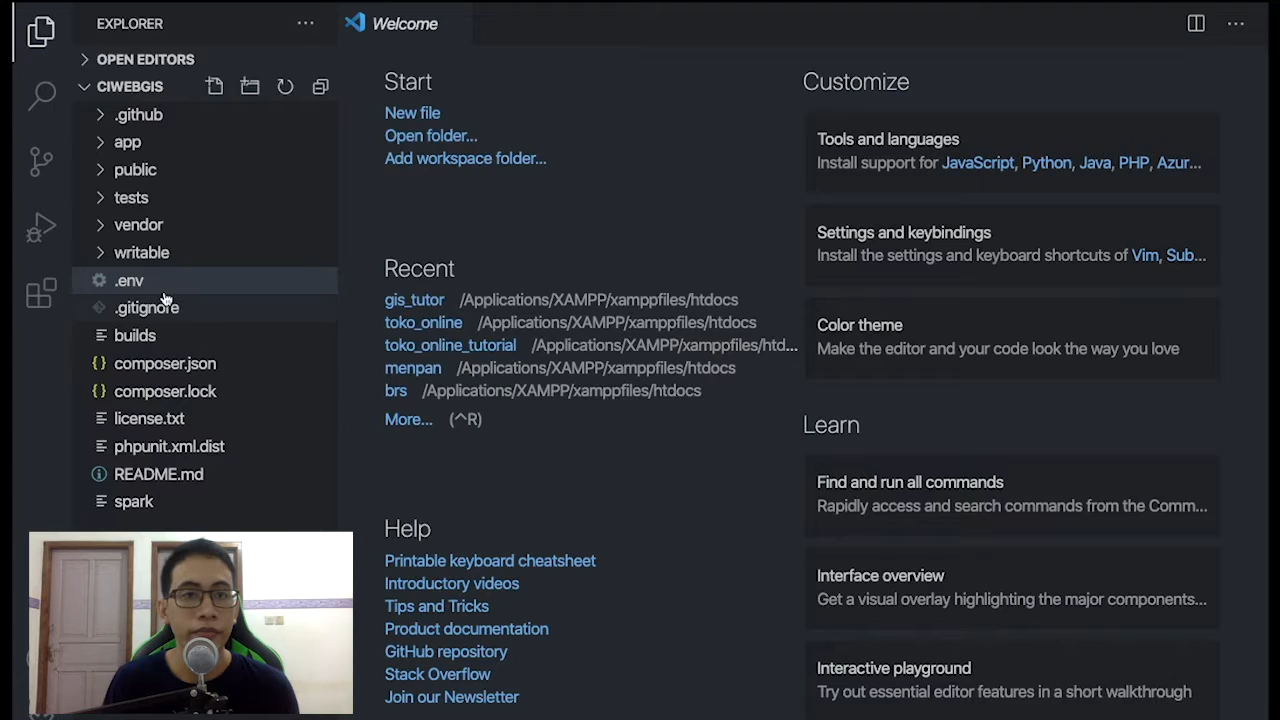 EXPLORER
Welcome
OPEN EDITORS
CIWEBGIS
.github
app
public
tests
vendor
writable
.env
.gitignore
builds
composer.json
composer.lock
license.txt
phpunit.xml.dist
README.md
spark
Start
New file
Open folder...
Add workspace folder...
Recent
gis_tutor /Applications/XAMPP/xamppfiles/htdocs
toko_online /Applications/XAMPP/xamppfiles/htdocs
toko_online_tutorial /Applications/XAMPP/xamppfiles/htd...
menpan /Applications/XAMPP/xamppfiles/htdocs
brs /Applications/XAMPP/xamppfiles/htdocs
More... (^R)
Help
Printable keyboard cheatsheet
Introductory videos
Tips and Tricks
Product documentation
GitHub repository
Stack Overflow
Join our Newsletter
Customize
Tools and languages
Install support for JavaScript, Python, Java, PHP, Azur...
Settings and keybindings
Install the settings and keyboard shortcuts of Vim, Sub...
Color theme
Make the editor and your code look the way you love
Learn
Find and run all commands
Rapidly access and search commands from the Comm...
Interface overview
Get a visual overlay highlighting the major components...
Interactive playground
Try out essential editor features in a short walkthrough